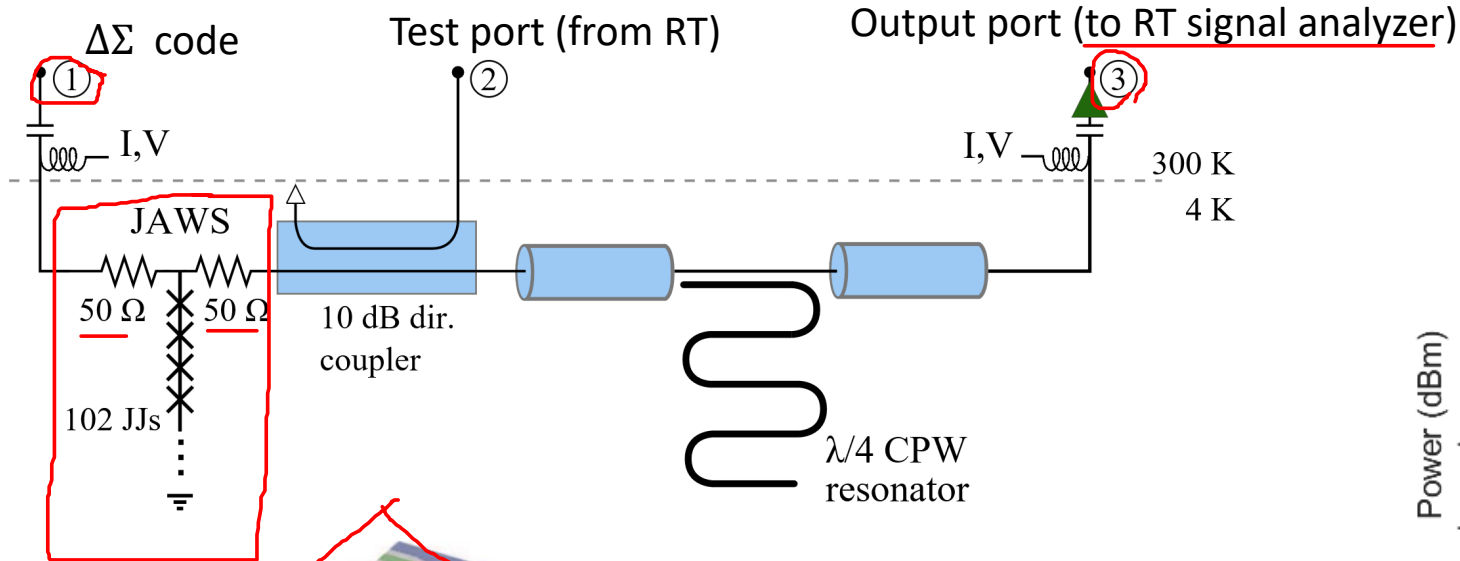 ΔΣ code
Test port (from RT)
Output port (to RT signal analyzer)
①
②
③
I,V
I,V
300 K
4 K
JAWS
50 Ω
50 Ω
10 dB dir.
coupler
102 JJs
λ/4 CPW
resonator
Power (dBm)